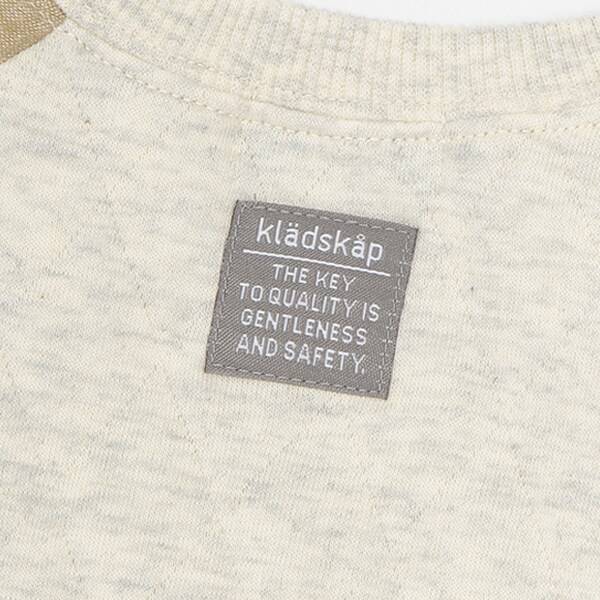 klädskåp
THE KEY
TO QUALITY IS
GENTLENESS
AND SAFETY.